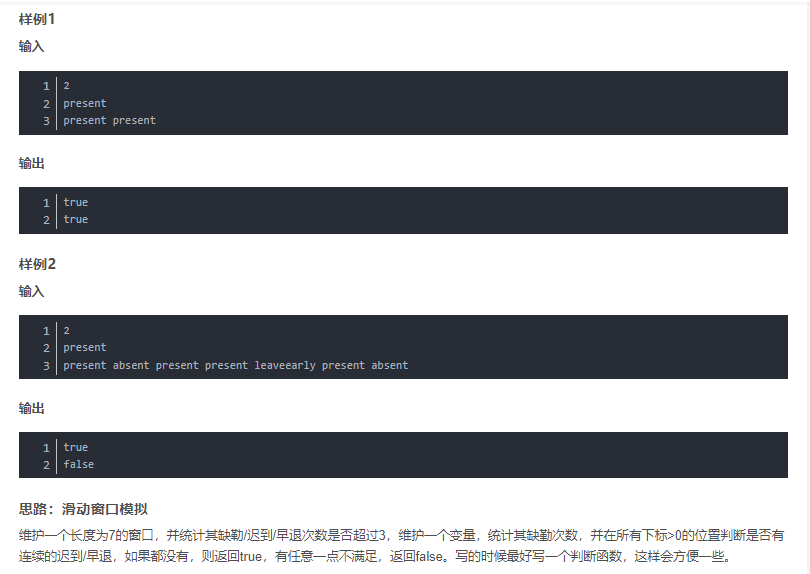 样例1
输入
1 2
2 present
3 present present
输出
1 true
2 true
样例2
输入
1 2
2 present
3 present absent present present leaveearly present absent
输出
1 true
2 false
思路：滑动窗口模拟
维护一个长度为7的窗口，并统计其缺勤/迟到/早退次数是否超过3，维护一个变量，统计其缺勤次数，并在所有下标>0的位置判断是否有
连续的迟到/早退，如果都没有，则返回true，有任意一点不满足，返回false。写的时候最好写一个判断函数，这样会方便一些。